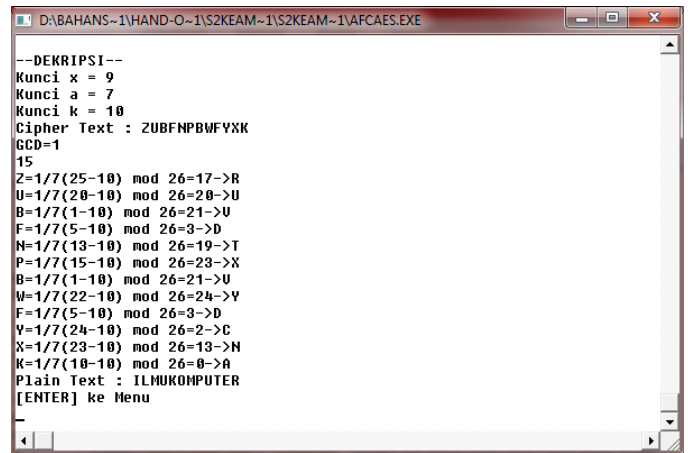 D:\BAHANS~1\HAND-O~1\S2KEAM~1\S2KEAM~1\AFCAES.EXE
--DEKRIPSI--
Kunci x = 9
Kunci a = 7
Kunci k = 10
Cipher Text : ZUBFNPBWFYXK
GCD=1
15
Z=1/7(25-10) mod 26=17->R
U=1/7(20-10) mod 26=20->U
B=1/7(1-10) mod 26=21->V
F=1/7(5-10) mod 26=3->D
N=1/7(13-10) mod 26=19->T
P=1/7(15-10) mod 26=23->X
B=1/7(1-10) mod 26=21->V
W=1/7(22-10) mod 26=24->Y
F=1/7(5-10) mod 26=3->D
Y=1/7(24-10) mod 26=2->C
X=1/7(23-10) mod 26=13->N
K=1/7(10-10) mod 26=0->A
Plain Text : ILMUKOMPUTER
[ENTER] ke Menu